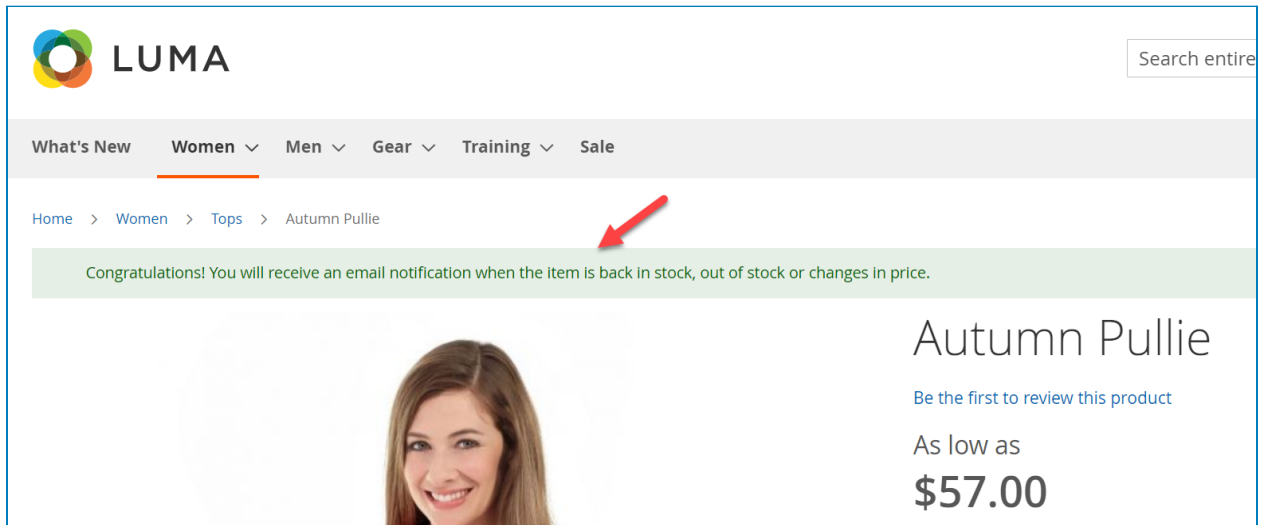 LUMA
Search entire
What's New Women Men Gear Training Sale
Home > Women > Tops > Autumn Pullie
Congratulations! You will receive an email notification when the item is back in stock, out of stock or changes in price.
Autumn Pullie
Be the first to review this product
As low as
$57.00